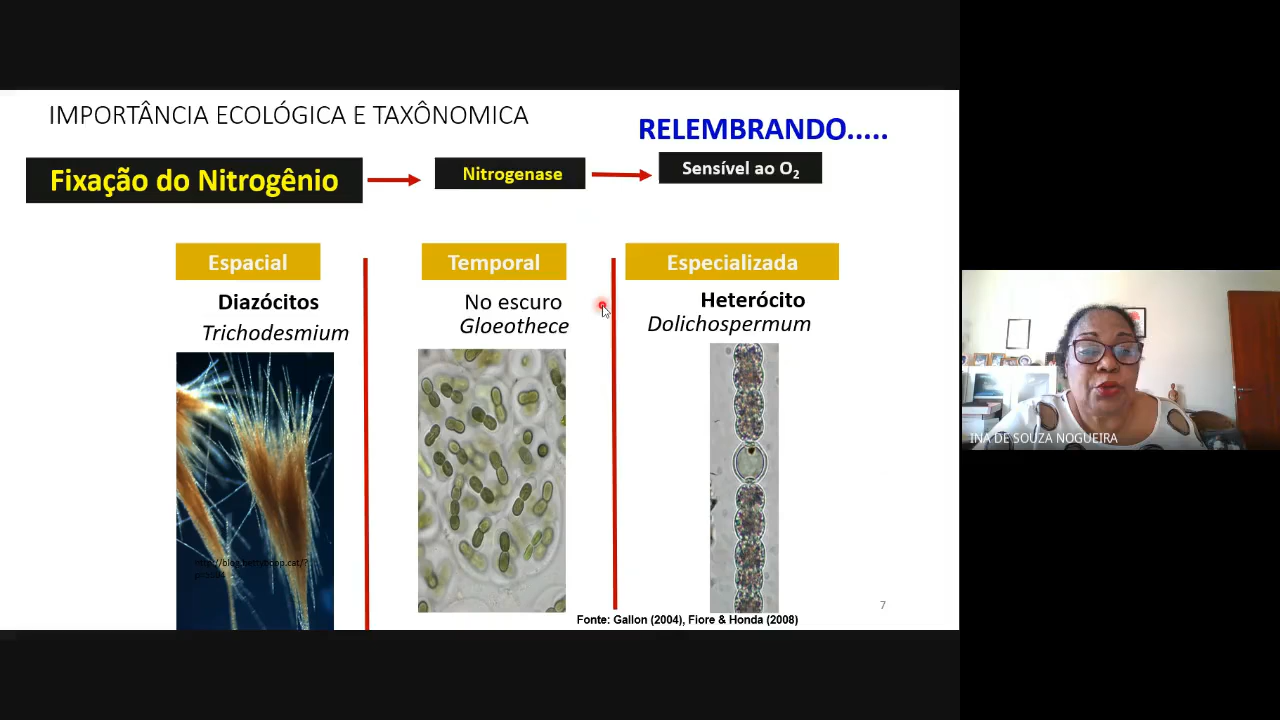 IMPORTÂNCIA ECOLÓGICA E TAXÔNOMICA
RELEMBRANDO.....
Fixação do Nitrogênio
Nitrogenase
Sensível ao O₂
Espacial
Diazócitos
Trichodesmium
Temporal
No escuro
Gloeothece
Especializada
Heterócito
Dolichospermum
7
Fonte: Gallon (2004), Fiore & Honda (2008)
INA DE SOUZA NOGUEIRA